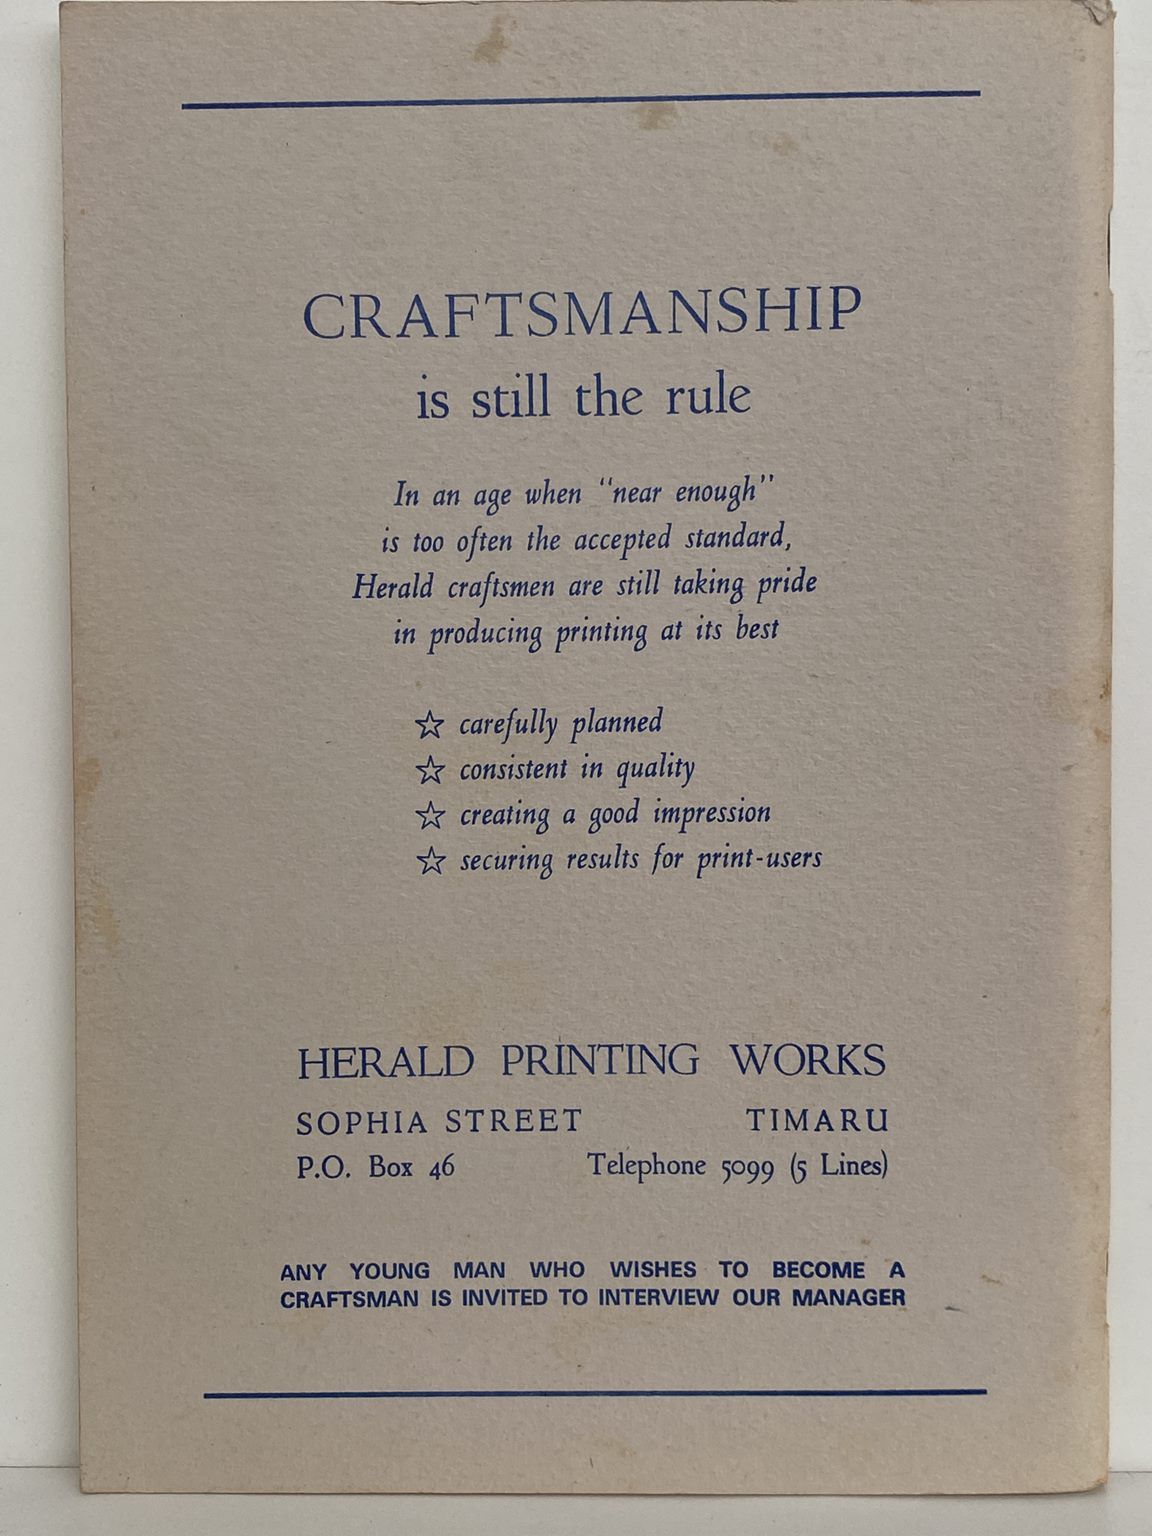 CRAFTSMANSHIP
is still the rule
In an age when "near enough"
is too often the accepted standard,
Herald craftsmen are still taking pride
in producing printing at its best
☆ carefully planned
☆ consistent in quality
☆ creating a good impression
☆ securing results for print-users
HERALD PRINTING WORKS
SOPHIA STREET TIMARU
P.O. Box 46 Telephone 5099 (5 Lines)
ANY YOUNG MAN WHO WISHES TO BECOME A
CRAFTSMAN IS INVITED TO INTERVIEW OUR MANAGER